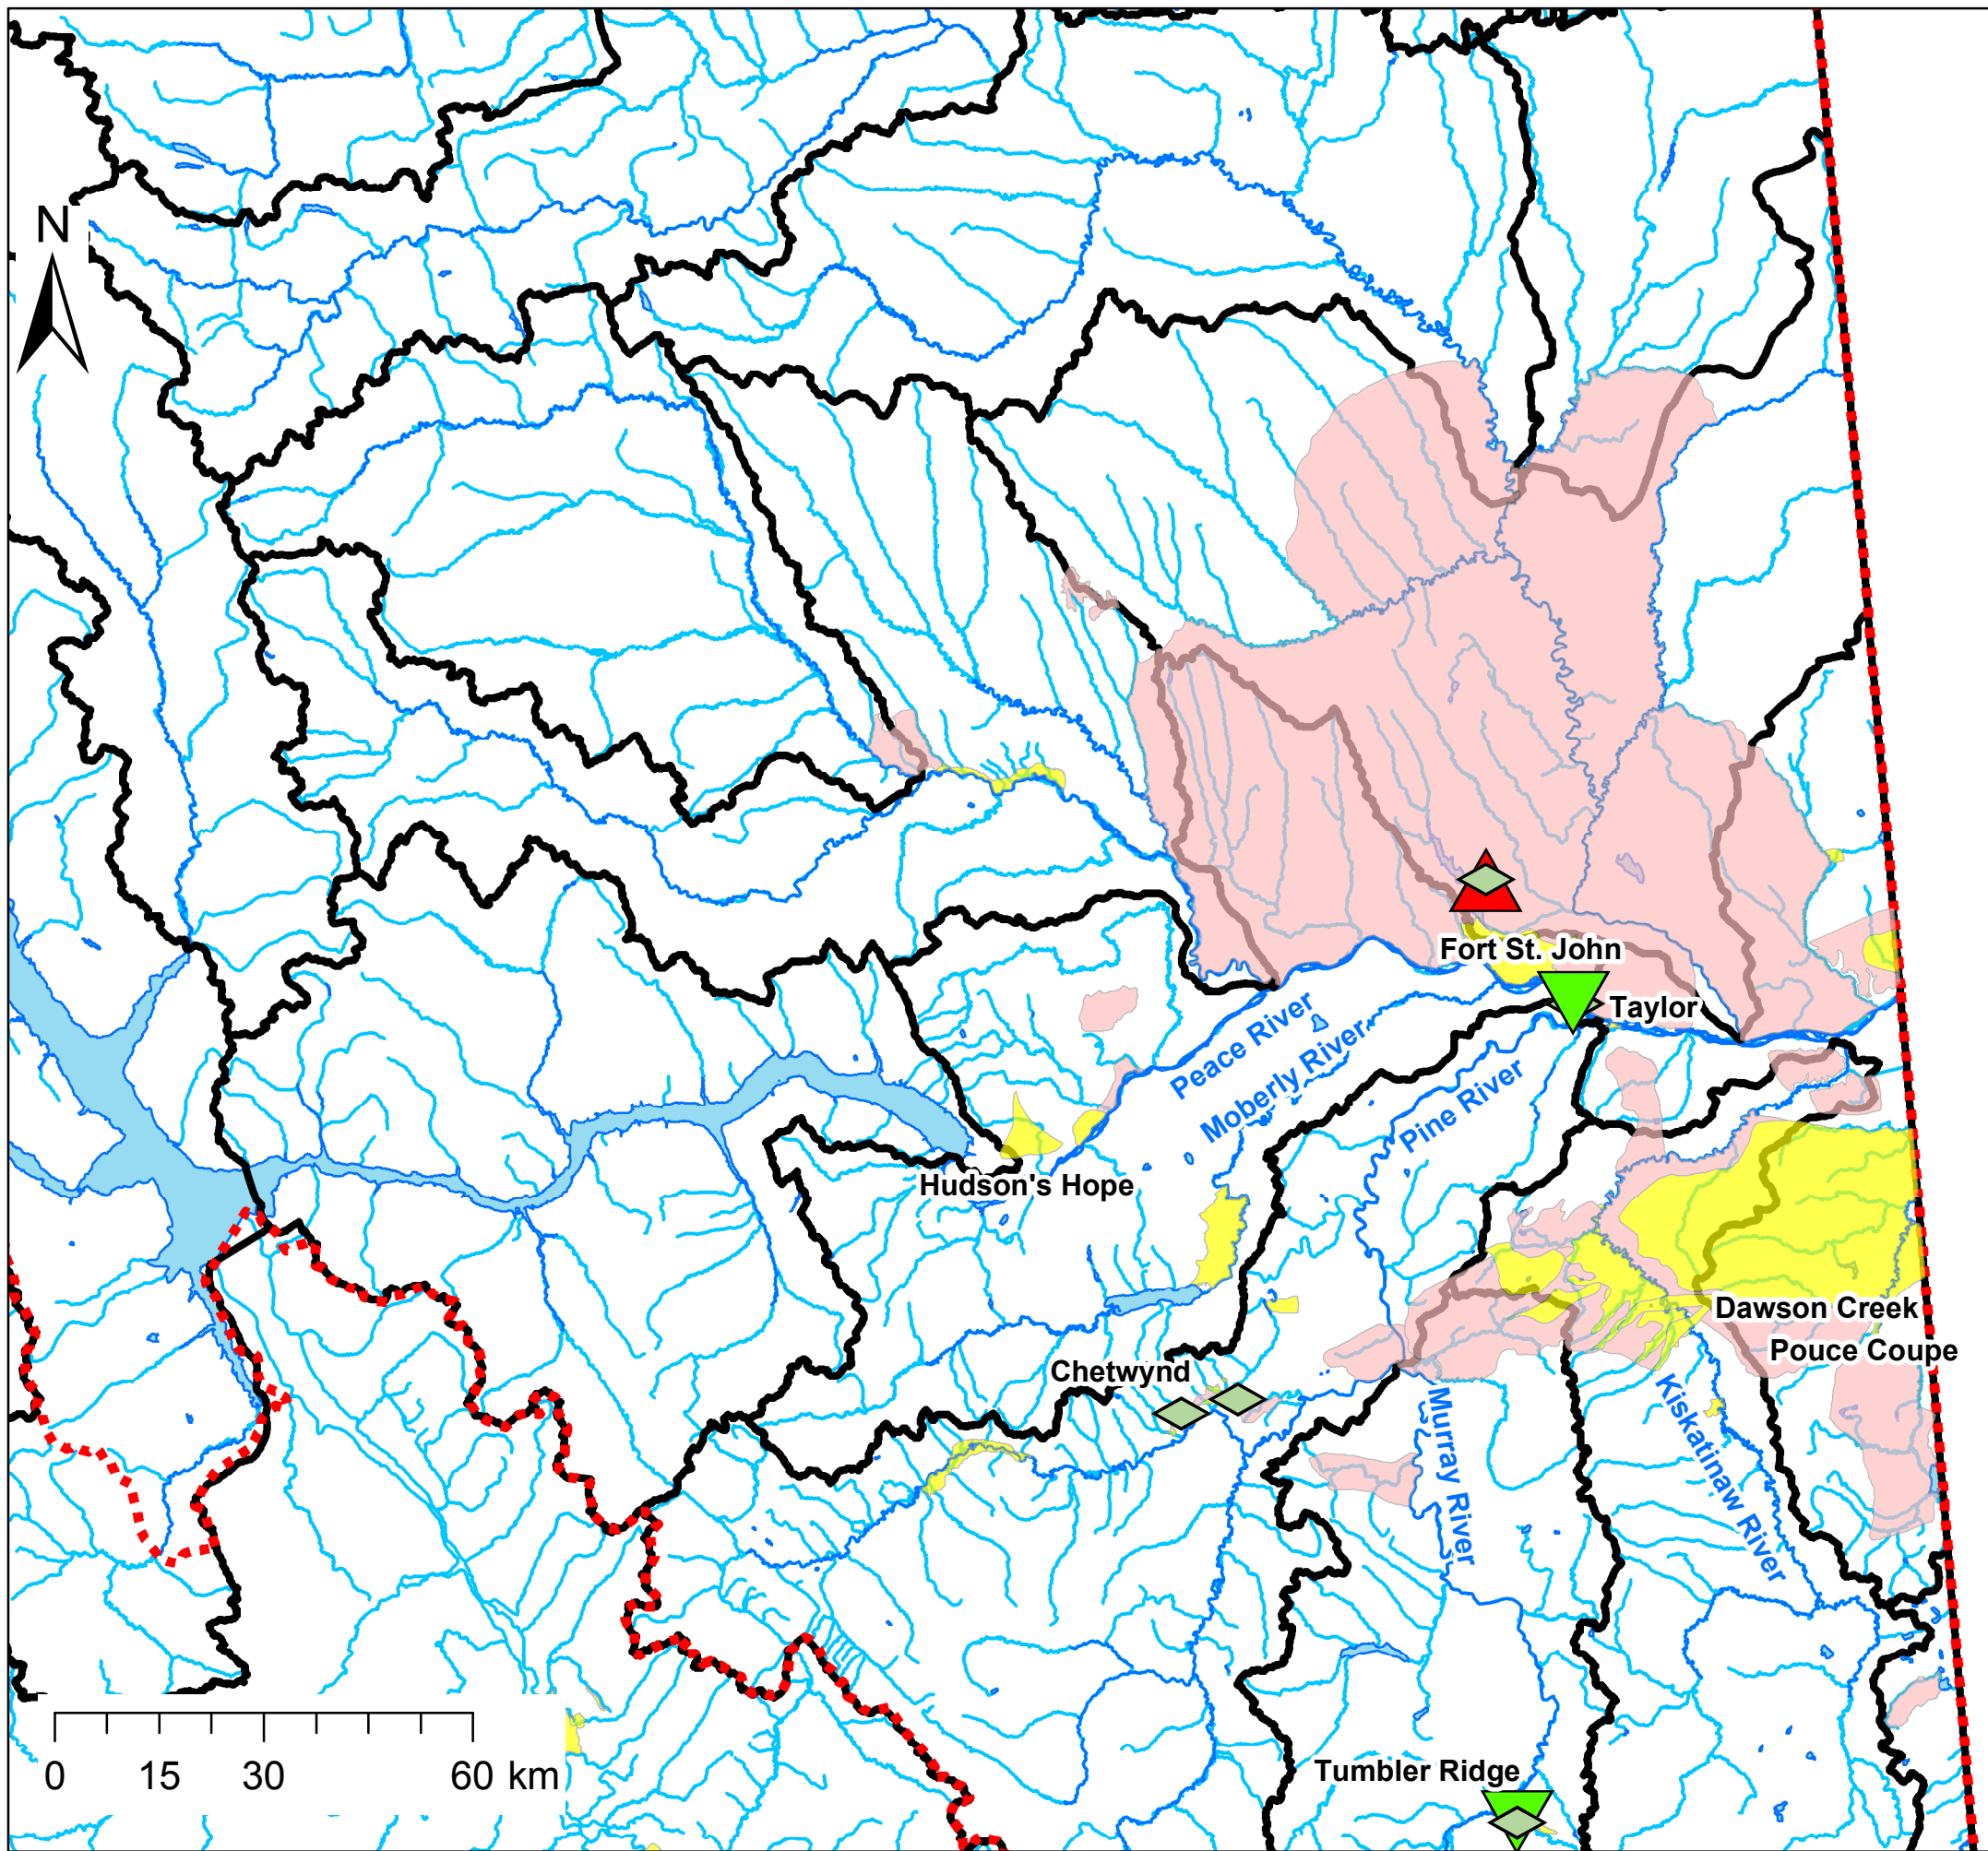 N
Fort St. John
Taylor
Peace River
Moberly River
Pine River
Hudson's Hope
Dawson Creek
Pouce Coupe
Chetwynd
Murray River
Kiskatinaw River
Tumbler Ridge
0 15 30 60 km